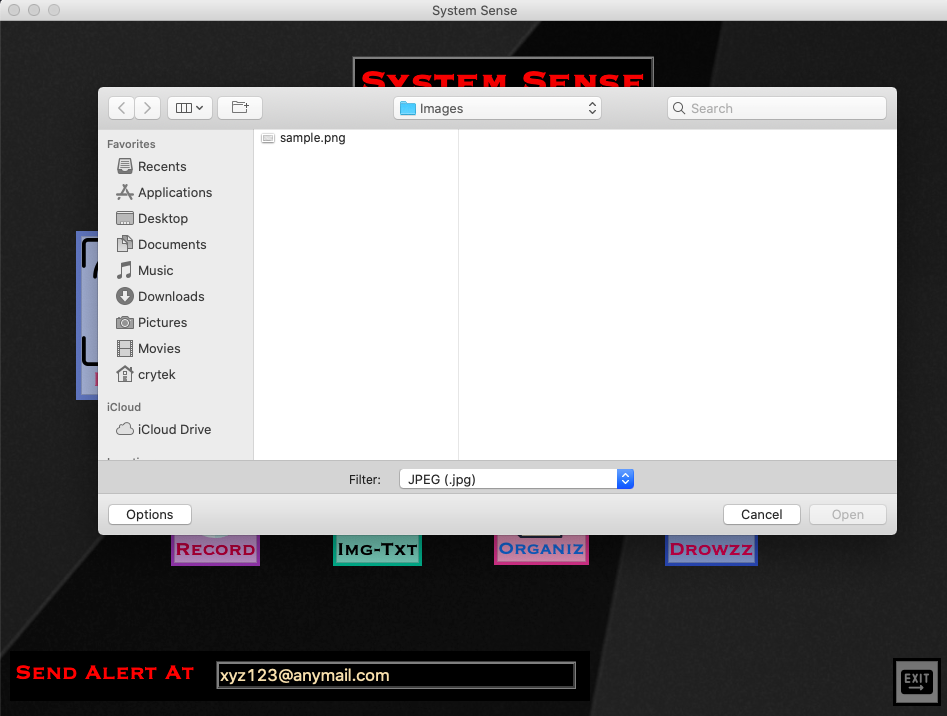 System Sense
System Sense
Images
Search
Favorites
sample.png
Recents
Applications
Desktop
Documents
Music
Downloads
Pictures
Movies
crytek
iCloud
iCloud Drive
Filter: JPEG (.jpg)
Options Cancel Open
Record Img-Txt Organiz Drowzz
Send Alert At xyz123@anymail.com
EXIT